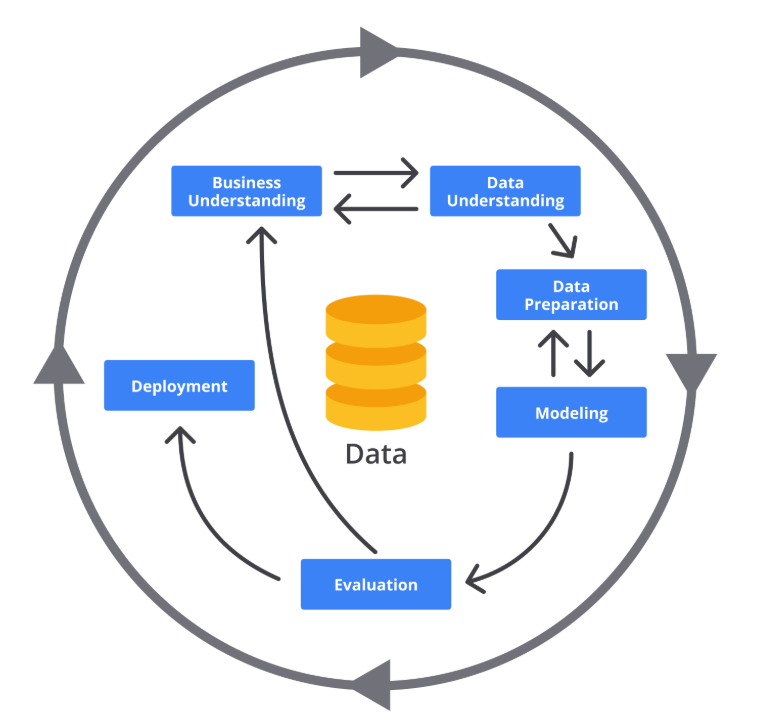 Business
Understanding
Data
Understanding
Data
Preparation
Deployment
Modeling
Data
Evaluation